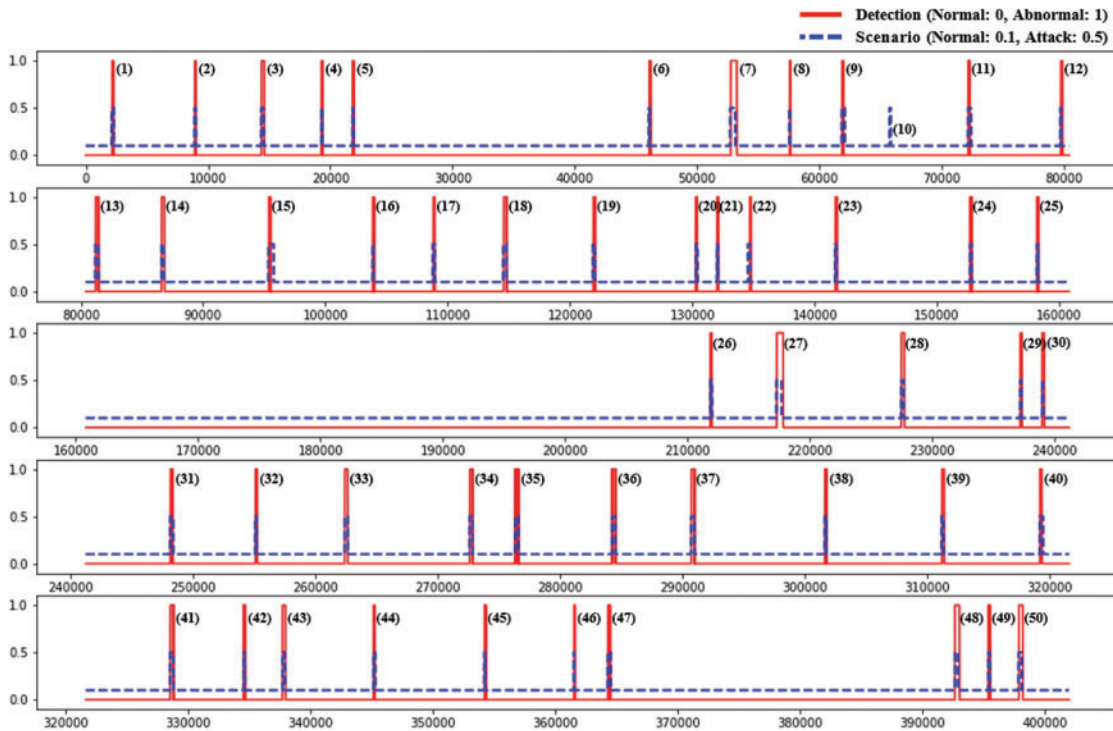 Detection (Normal: 0, Abnormal: 1)
Scenario (Normal: 0.1, Attack: 0.5)
1.0 (1) (2) (3) (4) (5) (6) (7) (8) (9) (11) (12)
0.5 (10)
0.0
0 10000 20000 30000 40000 50000 60000 70000 80000
1.0 (13) (14) (15) (16) (17) (18) (19) (20) (21) (22) (23) (24) (25)
0.5
0.0
80000 90000 100000 110000 120000 130000 140000 150000 160000
1.0 (26) (27) (28) (29) (30)
0.5
0.0
160000 170000 180000 190000 200000 210000 220000 230000 240000
1.0 (31) (32) (33) (34) (35) (36) (37) (38) (39) (40)
0.5
0.0
240000 250000 260000 270000 280000 290000 300000 310000 320000
1.0 (41) (42) (43) (44) (45) (46) (47) (48) (49) (50)
0.5
0.0
320000 330000 340000 350000 360000 370000 380000 390000 400000